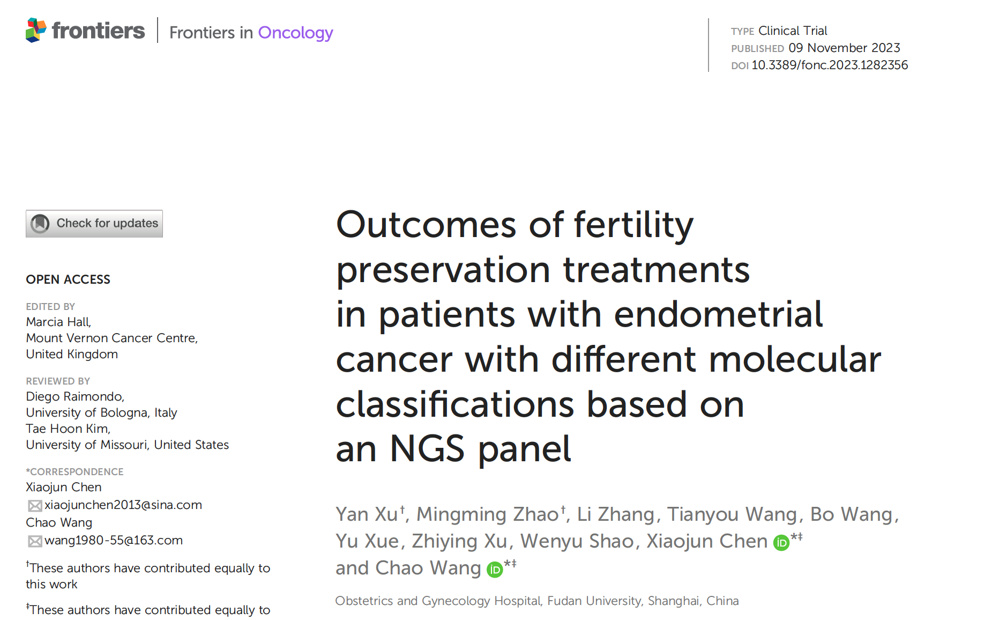 frontiers | Frontiers in Oncology
TYPE Clinical Trial
PUBLISHED 09 November 2023
DOI 10.3389/fonc.2023.1282356
Check for updates
OPEN ACCESS
EDITED BY
Marcia Hall,
Mount Vernon Cancer Centre,
United Kingdom
REVIEWED BY
Diego Raimondo,
University of Bologna, Italy
Tae Hoon Kim,
University of Missouri, United States
*CORRESPONDENCE
Xiaojun Chen
xiaojunchen2013@sina.com
Chao Wang
wang1980-55@163.com
†These authors have contributed equally to
this work
‡These authors have contributed equally to
Outcomes of fertility
preservation treatments
in patients with endometrial
cancer with different molecular
classifications based on
an NGS panel
Yan Xu†, Mingming Zhao†, Li Zhang, Tianyou Wang, Bo Wang,
Yu Xue, Zhiying Xu, Wenyu Shao, Xiaojun Chen iD*‡
and Chao Wang iD*‡
Obstetrics and Gynecology Hospital, Fudan University, Shanghai, China